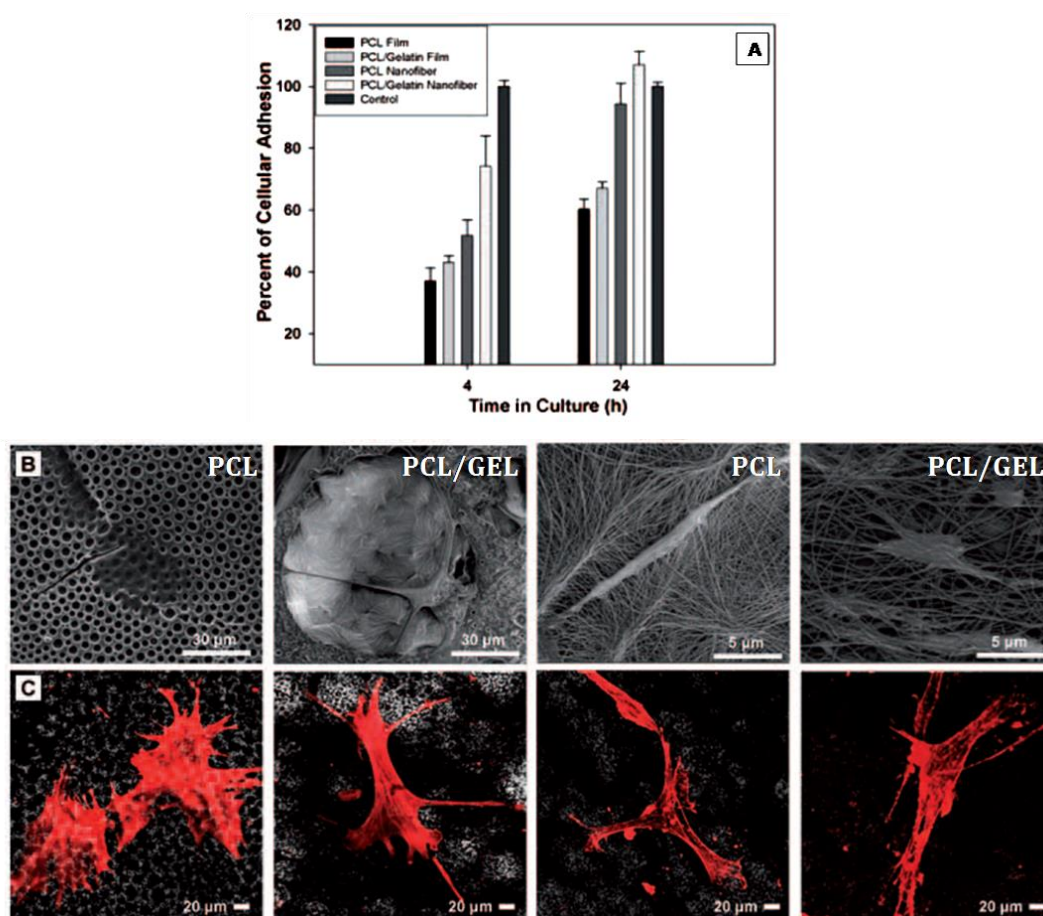 120
100
80
60
40
20
Percent of Cellular Adhesion
PCL Film
PCL/Gelatin Film
PCL Nanofiber
PCL/Gelatin Nanofiber
Control
A
4
24
Time in Culture (h)
B
PCL
30 µm
PCL/GEL
30 µm
PCL
5 µm
PCL/GEL
5 µm
C
20 µm
20 µm
20 µm
20 µm